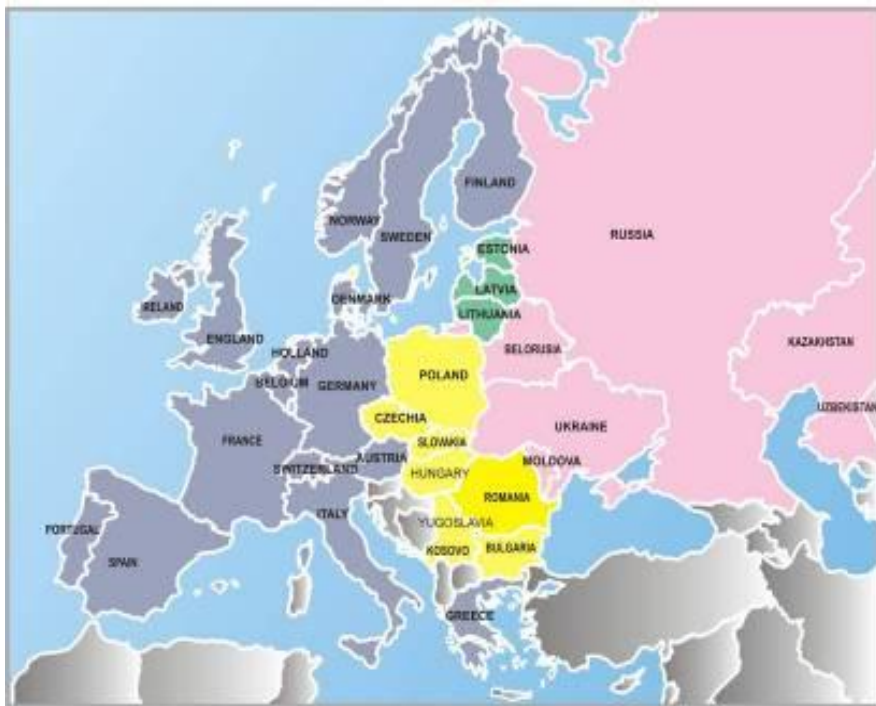 FINLAND
NORWAY
SWEDEN
RUSSIA
ESTONIA
LATVIA
LITHUANIA
DENMARK
IRELAND
ENGLAND
HOLLAND
BELORUSIA
KAZAKHSTAN
BELGIUM
GERMANY
POLAND
UZBEKISTAN
CZECHIA
UKRAINE
FRANCE
SLOVAKIA
AUSTRIA
SWITZERLAND
HUNGARY
MOLDOVA
ROMANIA
ITALY
YUGOSLAVIA
PORTUGAL
KOSOVO
BULGARIA
SPAIN
GREECE